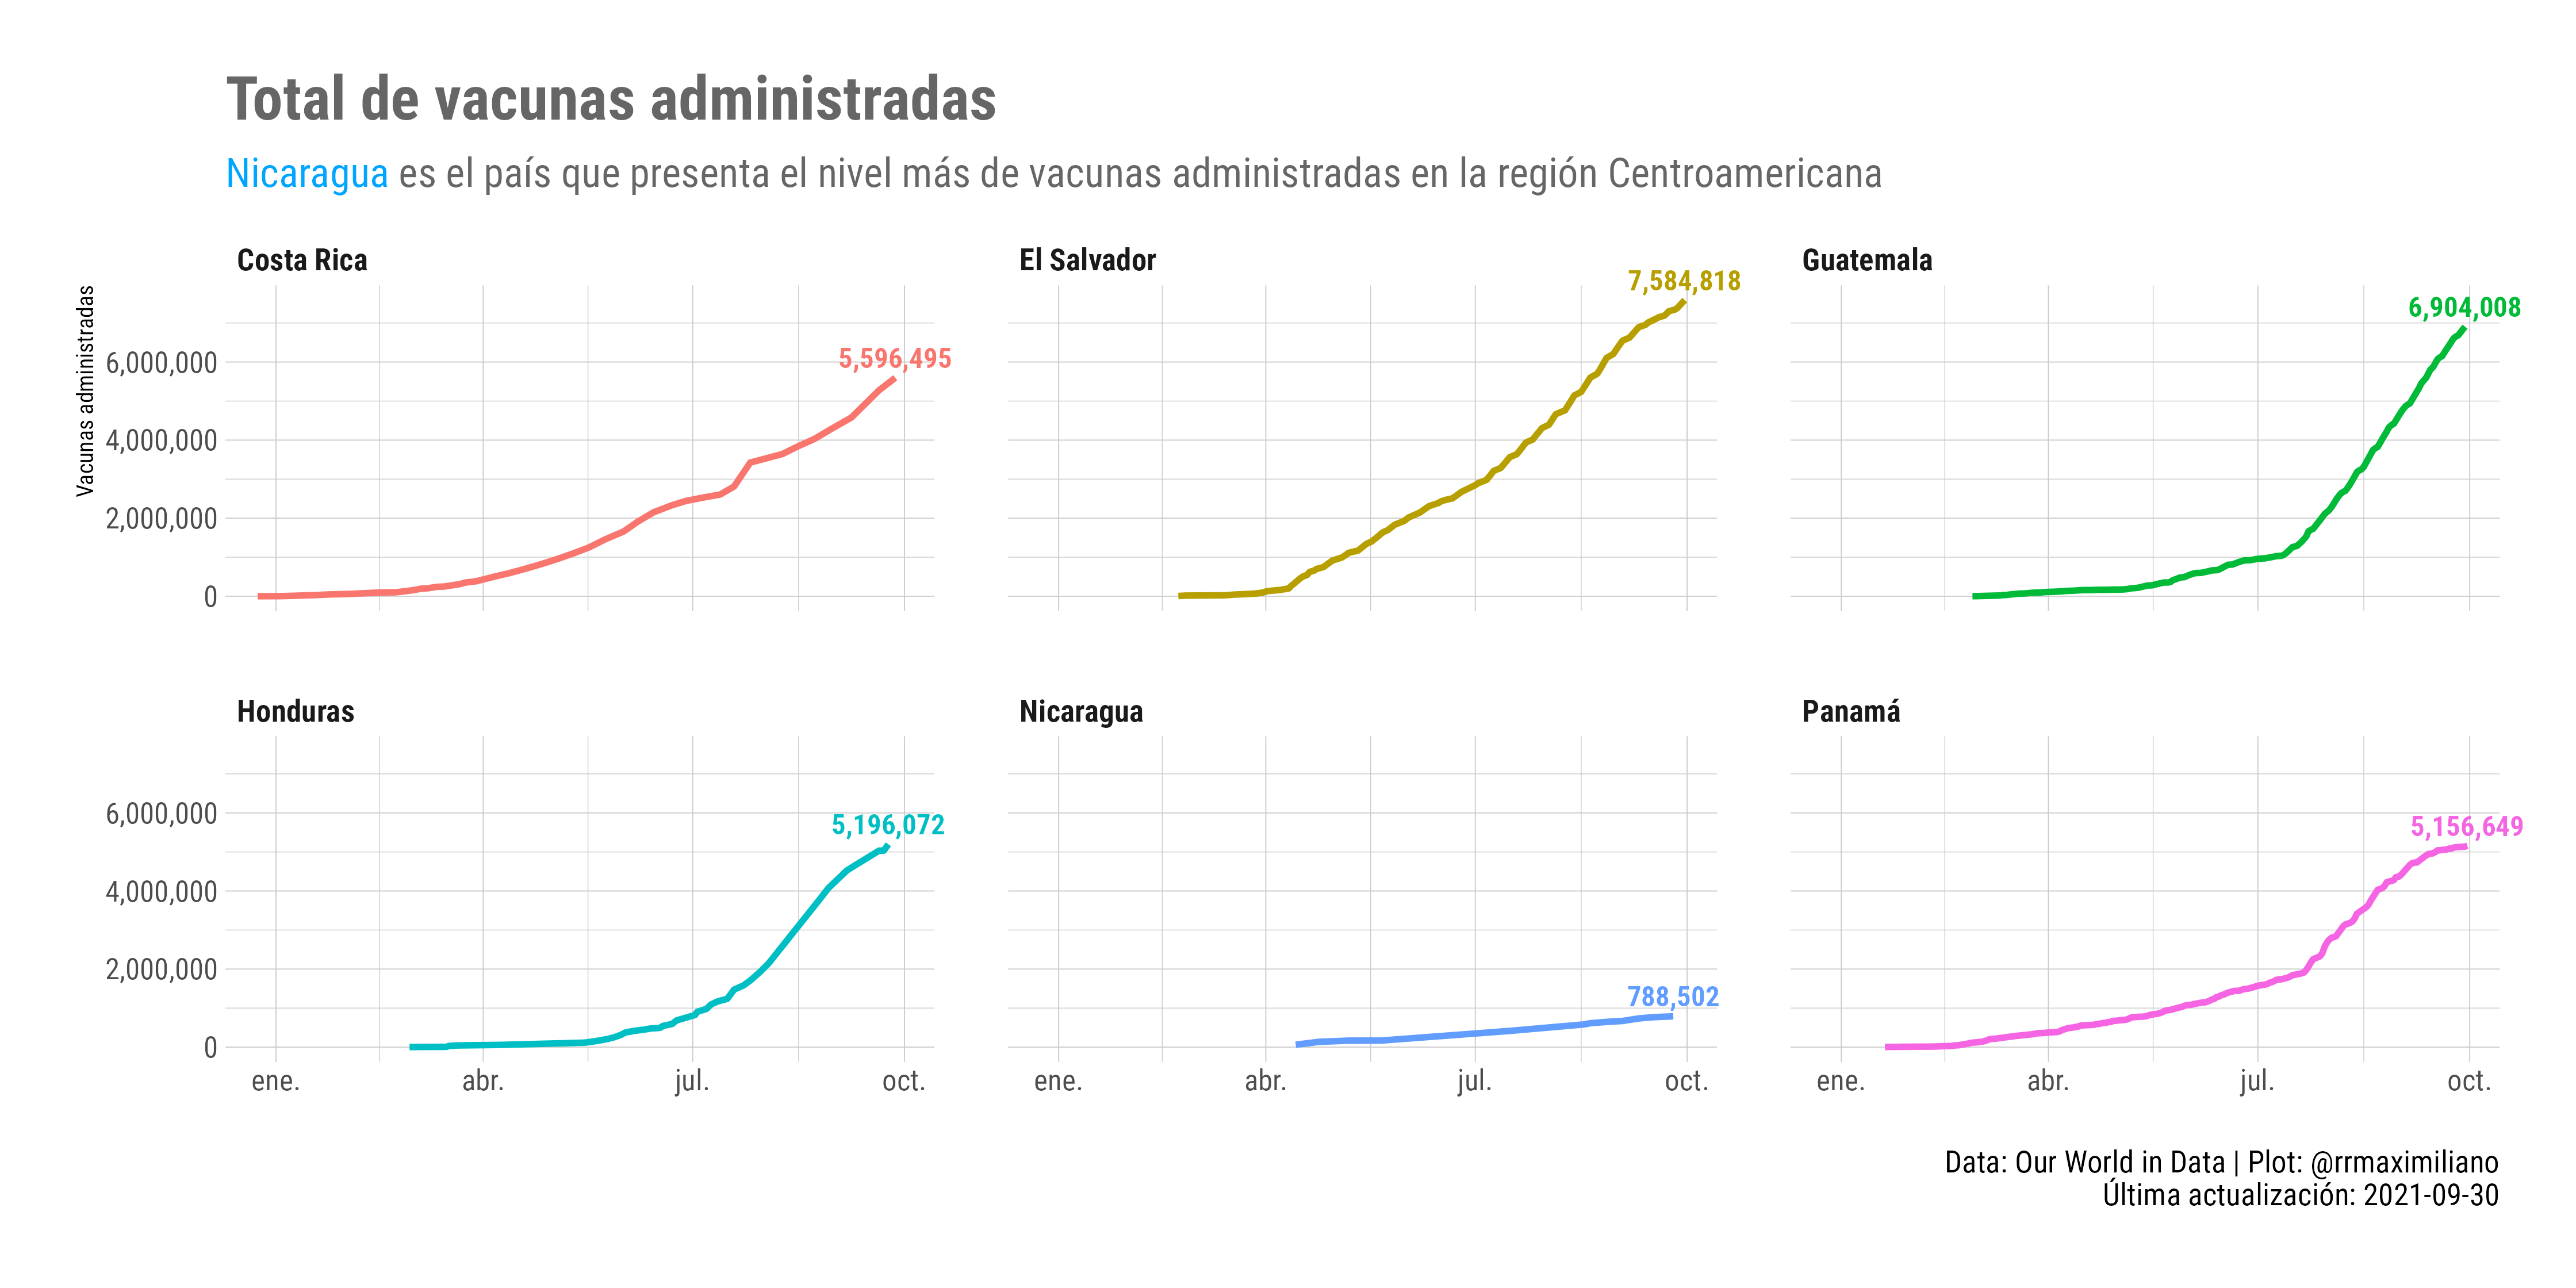 Total de vacunas administradas
Nicaragua es el país que presenta el nivel más de vacunas administradas en la región Centroamericana
Costa Rica
El Salvador
Guatemala
Vacunas administradas
6,000,000
4,000,000
2,000,000
0
5,596,495
7,584,818
6,904,008
Honduras
Nicaragua
Panamá
6,000,000
4,000,000
2,000,000
0
5,196,072
788,502
5,156,649
ene.
abr.
jul.
oct.
ene.
abr.
jul.
oct.
ene.
abr.
jul.
oct.
Data: Our World in Data | Plot: @rrmaximiliano
Última actualización: 2021-09-30